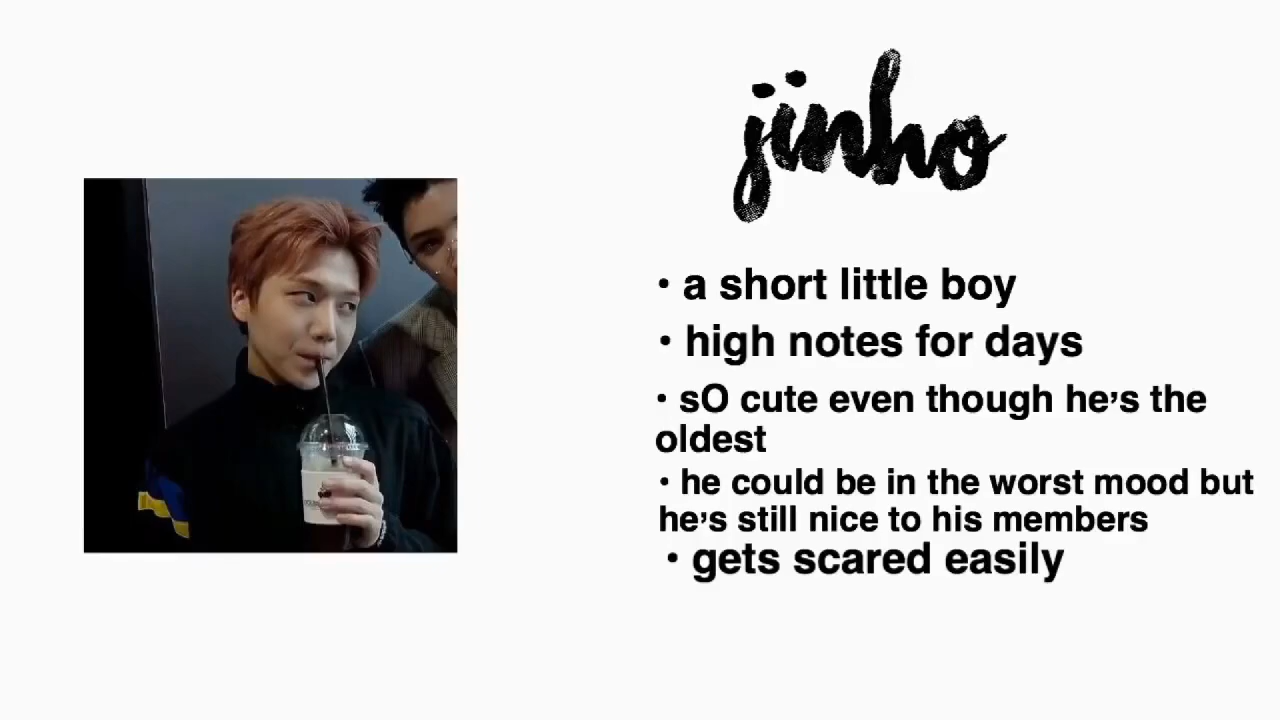 jinho
• a short little boy
• high notes for days
• sO cute even though he's the
oldest
• he could be in the worst mood but
he's still nice to his members
• gets scared easily